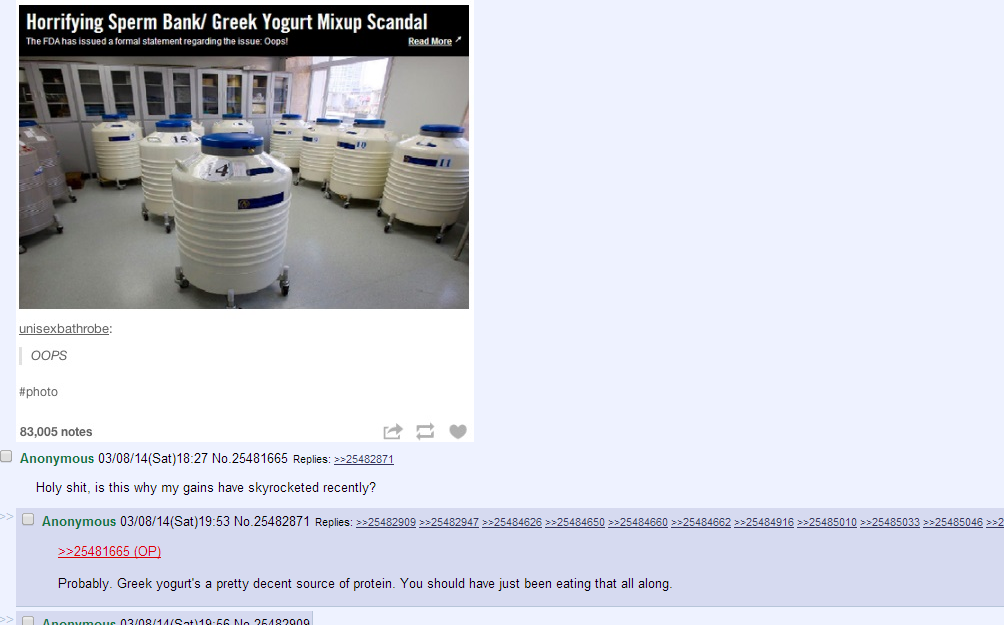 Horrifying Sperm Bank/ Greek Yogurt Mixup Scandal
The FDA has issued a formal statement regarding the issue: Oops!
Read More
15
4
11
unisexbathrobe:
OOPS
#photo
83,005 notes
Anonymous 03/08/14(Sat)18:27 No.25481665 Replies: >>25482871
Holy shit, is this why my gains have skyrocketed recently?
>> Anonymous 03/08/14(Sat)19:53 No.25482871 Replies: >>25482909 >>25482947 >>25484626 >>25484650 >>25484660 >>25484662 >>25484916 >>25485010 >>25485033 >>25485046 >>2
>>25481665 (OP)
Probably. Greek yogurt's a pretty decent source of protein. You should have just been eating that all along.
>> Anonymous 03/08/14(Sat)19:56 No.25482909